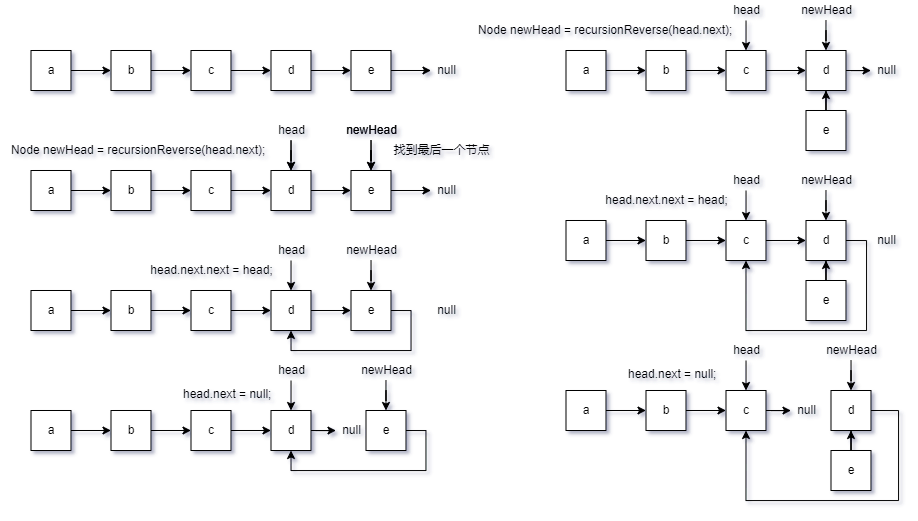 a b c d e null
head newHead
Node newHead = recursionReverse(head.next); 找到最后一个节点
a b c d e null
head newHead
head.next.next = head;
a b c d e null
head newHead
head.next = null;
a b c d null e
head newHead
Node newHead = recursionReverse(head.next);
a b c d null
e
head newHead
head.next.next = head;
a b c d null
e
head newHead
head.next = null;
a b c null d
e